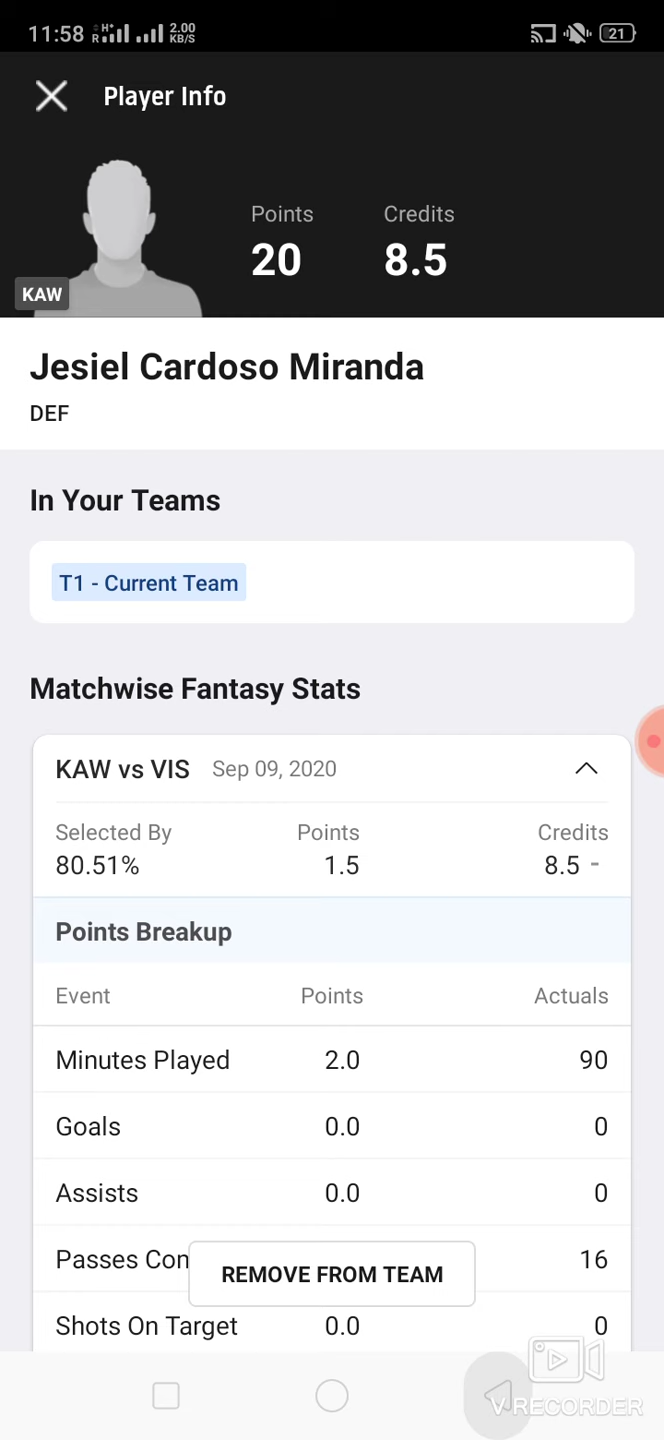 11:58 R H+ 2.00 KB/S 21
Player Info
Points Credits
20 8.5
KAW
Jesiel Cardoso Miranda
DEF
In Your Teams
T1 - Current Team
Matchwise Fantasy Stats
KAW vs VIS Sep 09, 2020
Selected By Points Credits
80.51% 1.5 8.5 -
Points Breakup
Event Points Actuals
Minutes Played 2.0 90
Goals 0.0 0
Assists 0.0 0
Passes Con 16
REMOVE FROM TEAM
Shots On Target 0.0 0
V RECORDER